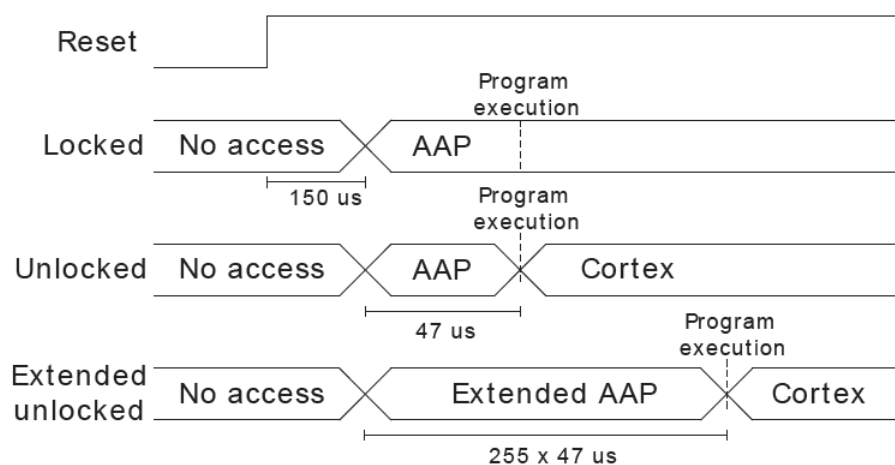 Reset
Program
execution
Locked
No access
AAP
150 us
Program
execution
Unlocked
No access
AAP
Cortex
47 us
Program
execution
Extended
unlocked
No access
Extended AAP
Cortex
255 x 47 us